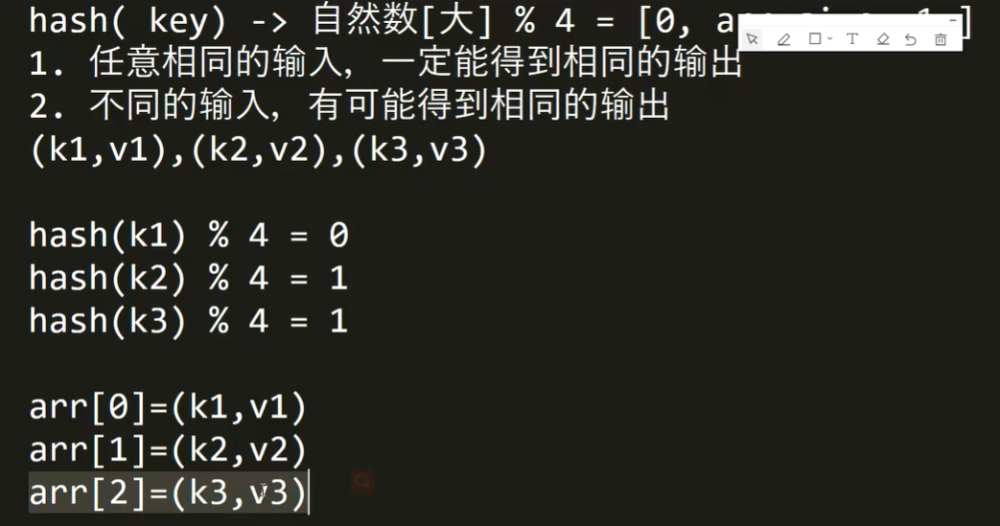 hash( key) -> 自然数[大] % 4 = [0, ]
1. 任意相同的输入, 一定能得到相同的输出
2. 不同的输入, 有可能得到相同的输出
(k1,v1),(k2,v2),(k3,v3)
hash(k1) % 4 = 0
hash(k2) % 4 = 1
hash(k3) % 4 = 1
arr[0]=(k1,v1)
arr[1]=(k2,v2)
arr[2]=(k3,v3)